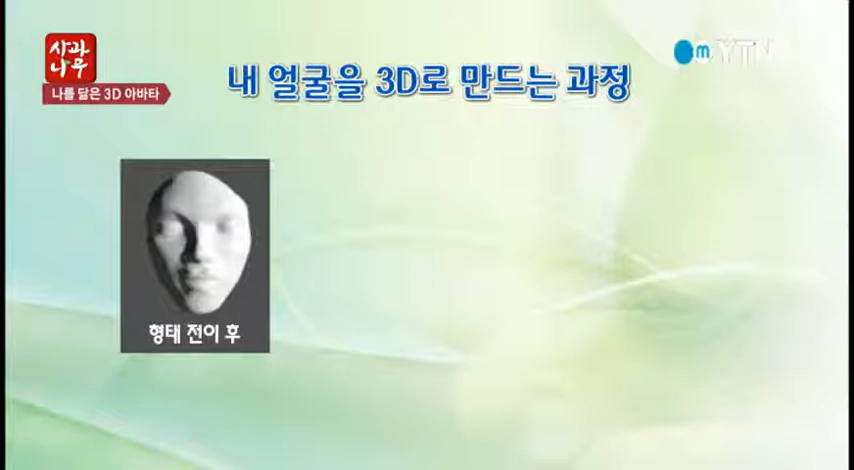 사과
나무
나를 닮은 3D 아바타
내 얼굴을 3D로 만드는 과정
YTN
형태 전이 후